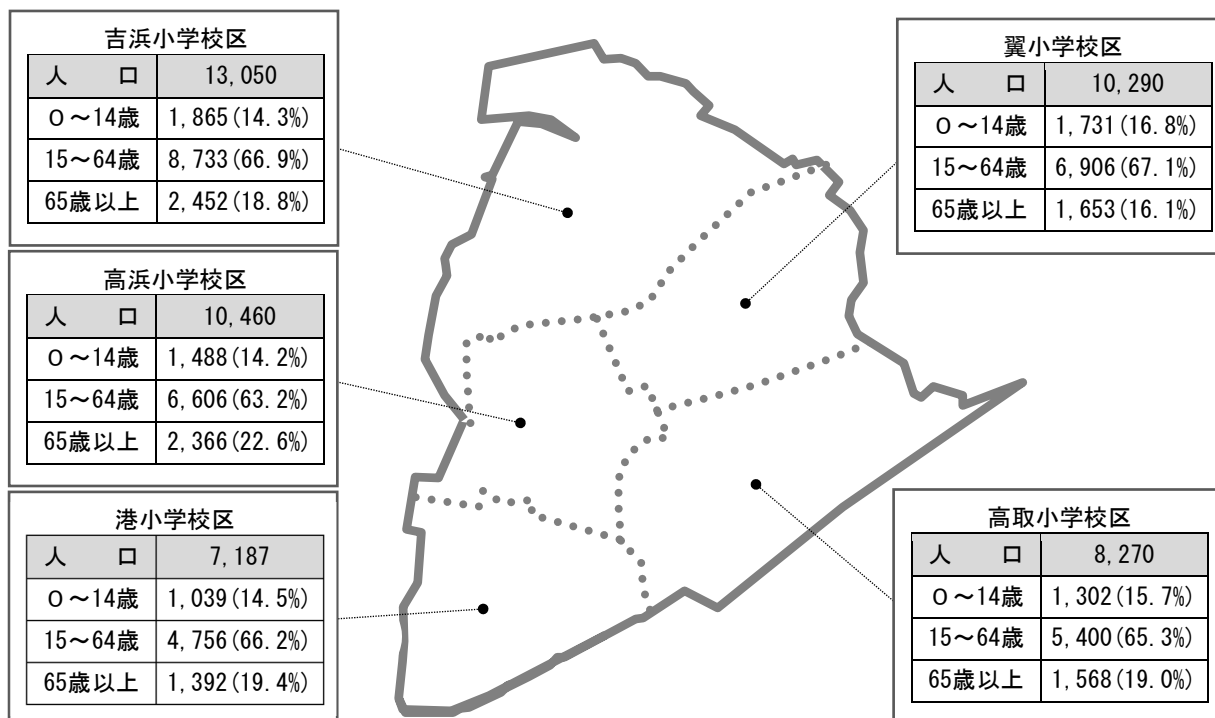 吉浜小学校区
人　口 13,050
０～14歳 1,865(14.3%)
15～64歳 8,733(66.9%)
65歳以上 2,452(18.8%)
高浜小学校区
人　口 10,460
０～14歳 1,488(14.2%)
15～64歳 6,606(63.2%)
65歳以上 2,366(22.6%)
港小学校区
人　口 7,187
０～14歳 1,039(14.5%)
15～64歳 4,756(66.2%)
65歳以上 1,392(19.4%)
翼小学校区
人　口 10,290
０～14歳 1,731(16.8%)
15～64歳 6,906(67.1%)
65歳以上 1,653(16.1%)
高取小学校区
人　口 8,270
０～14歳 1,302(15.7%)
15～64歳 5,400(65.3%)
65歳以上 1,568(19.0%)